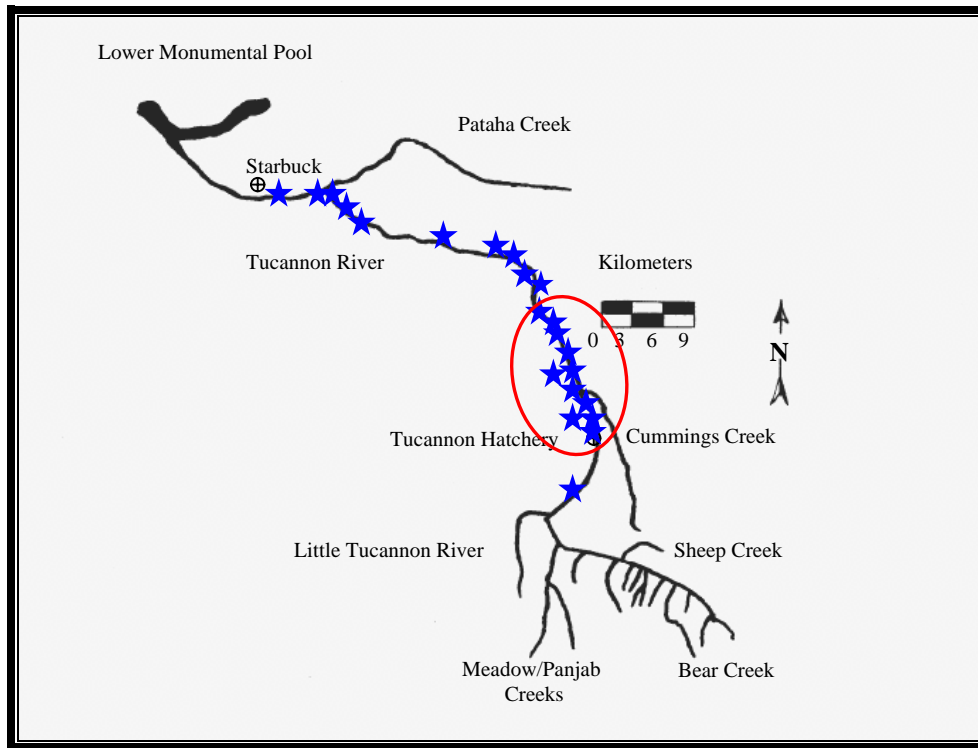 Lower Monumental Pool
Pataha Creek
Starbuck
Tucannon River
Kilometers
0 3 6 9
N
Tucannon Hatchery
Cummings Creek
Little Tucannon River
Sheep Creek
Meadow/Panjab
Creeks
Bear Creek